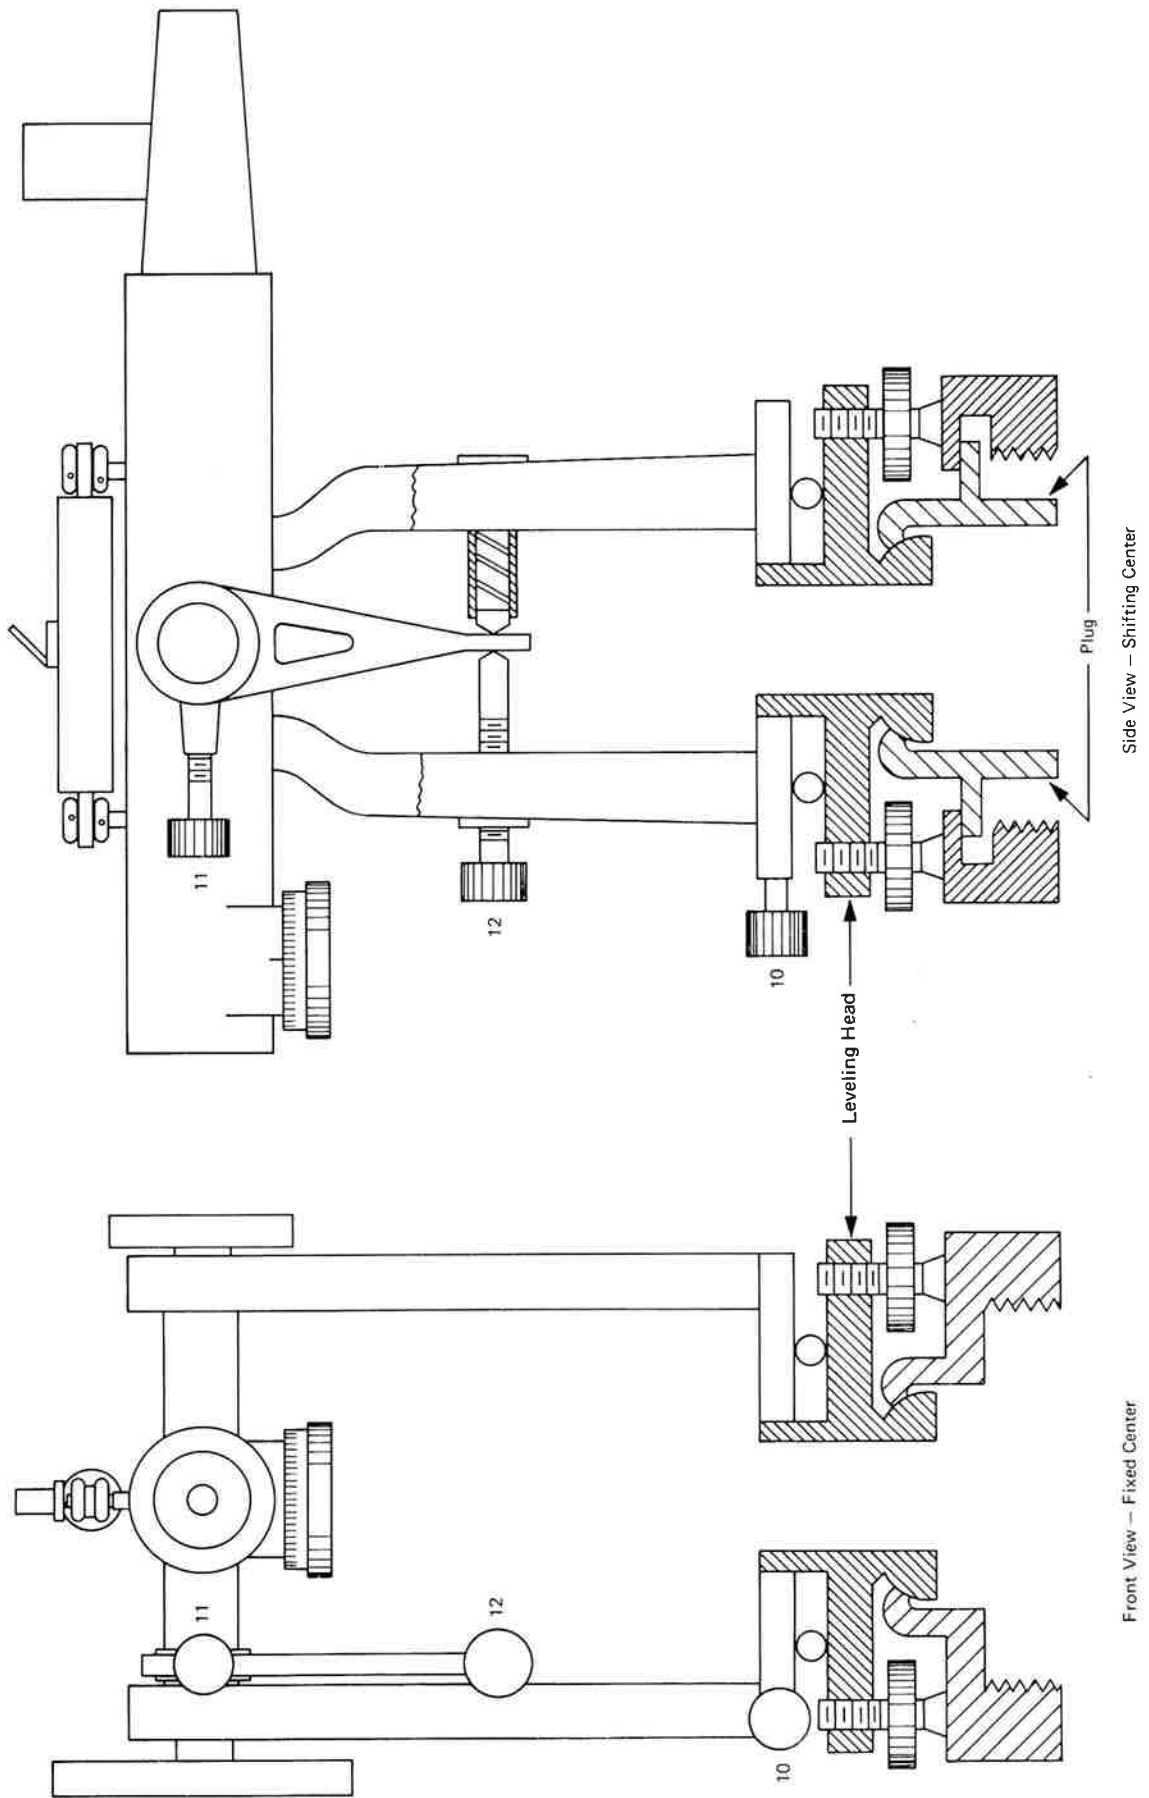 11
12
10
Front View – Fixed Center
Leveling Head
11
12
10
Plug
Side View – Shifting Center